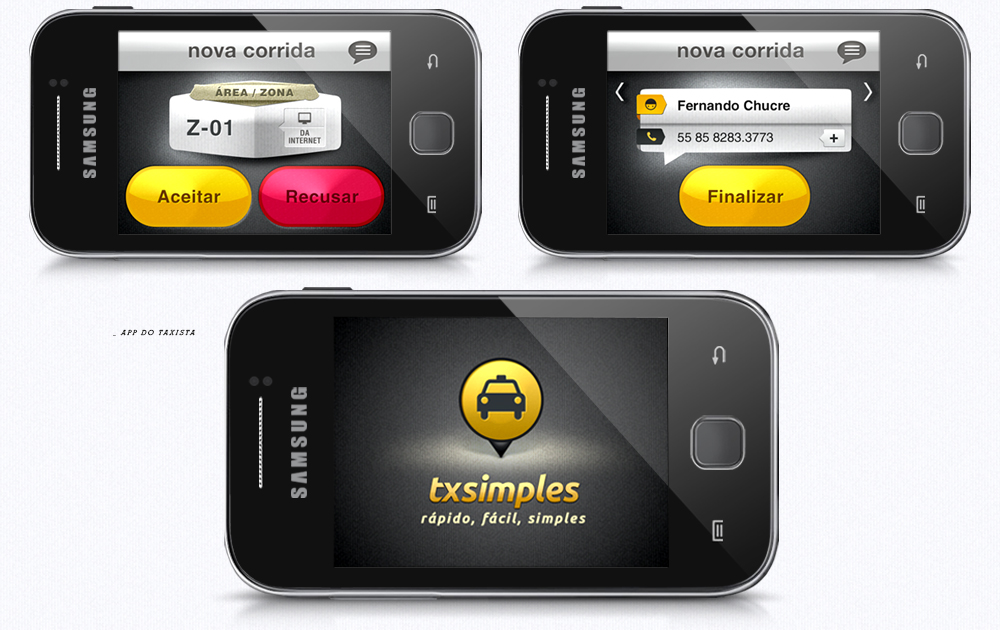 SAMSUNG
nova corrida
ÁREA / ZONA
Z-01
DA
INTERNET
Aceitar
Recusar
SAMSUNG
nova corrida
Fernando Chucre
55 85 8283.3773
+
Finalizar
_ APP DO TAXISTA
SAMSUNG
txsimples
rápido, fácil, simples